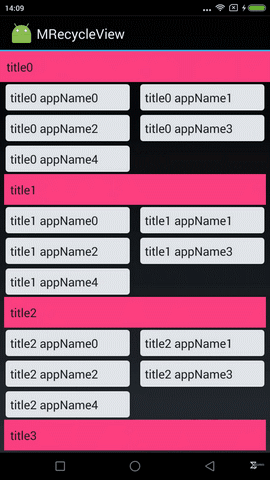 14:09
MRecycleView
title0
title0 appName0 title0 appName1
title0 appName2 title0 appName3
title0 appName4
title1
title1 appName0 title1 appName1
title1 appName2 title1 appName3
title1 appName4
title2
title2 appName0 title2 appName1
title2 appName2 title2 appName3
title2 appName4
title3